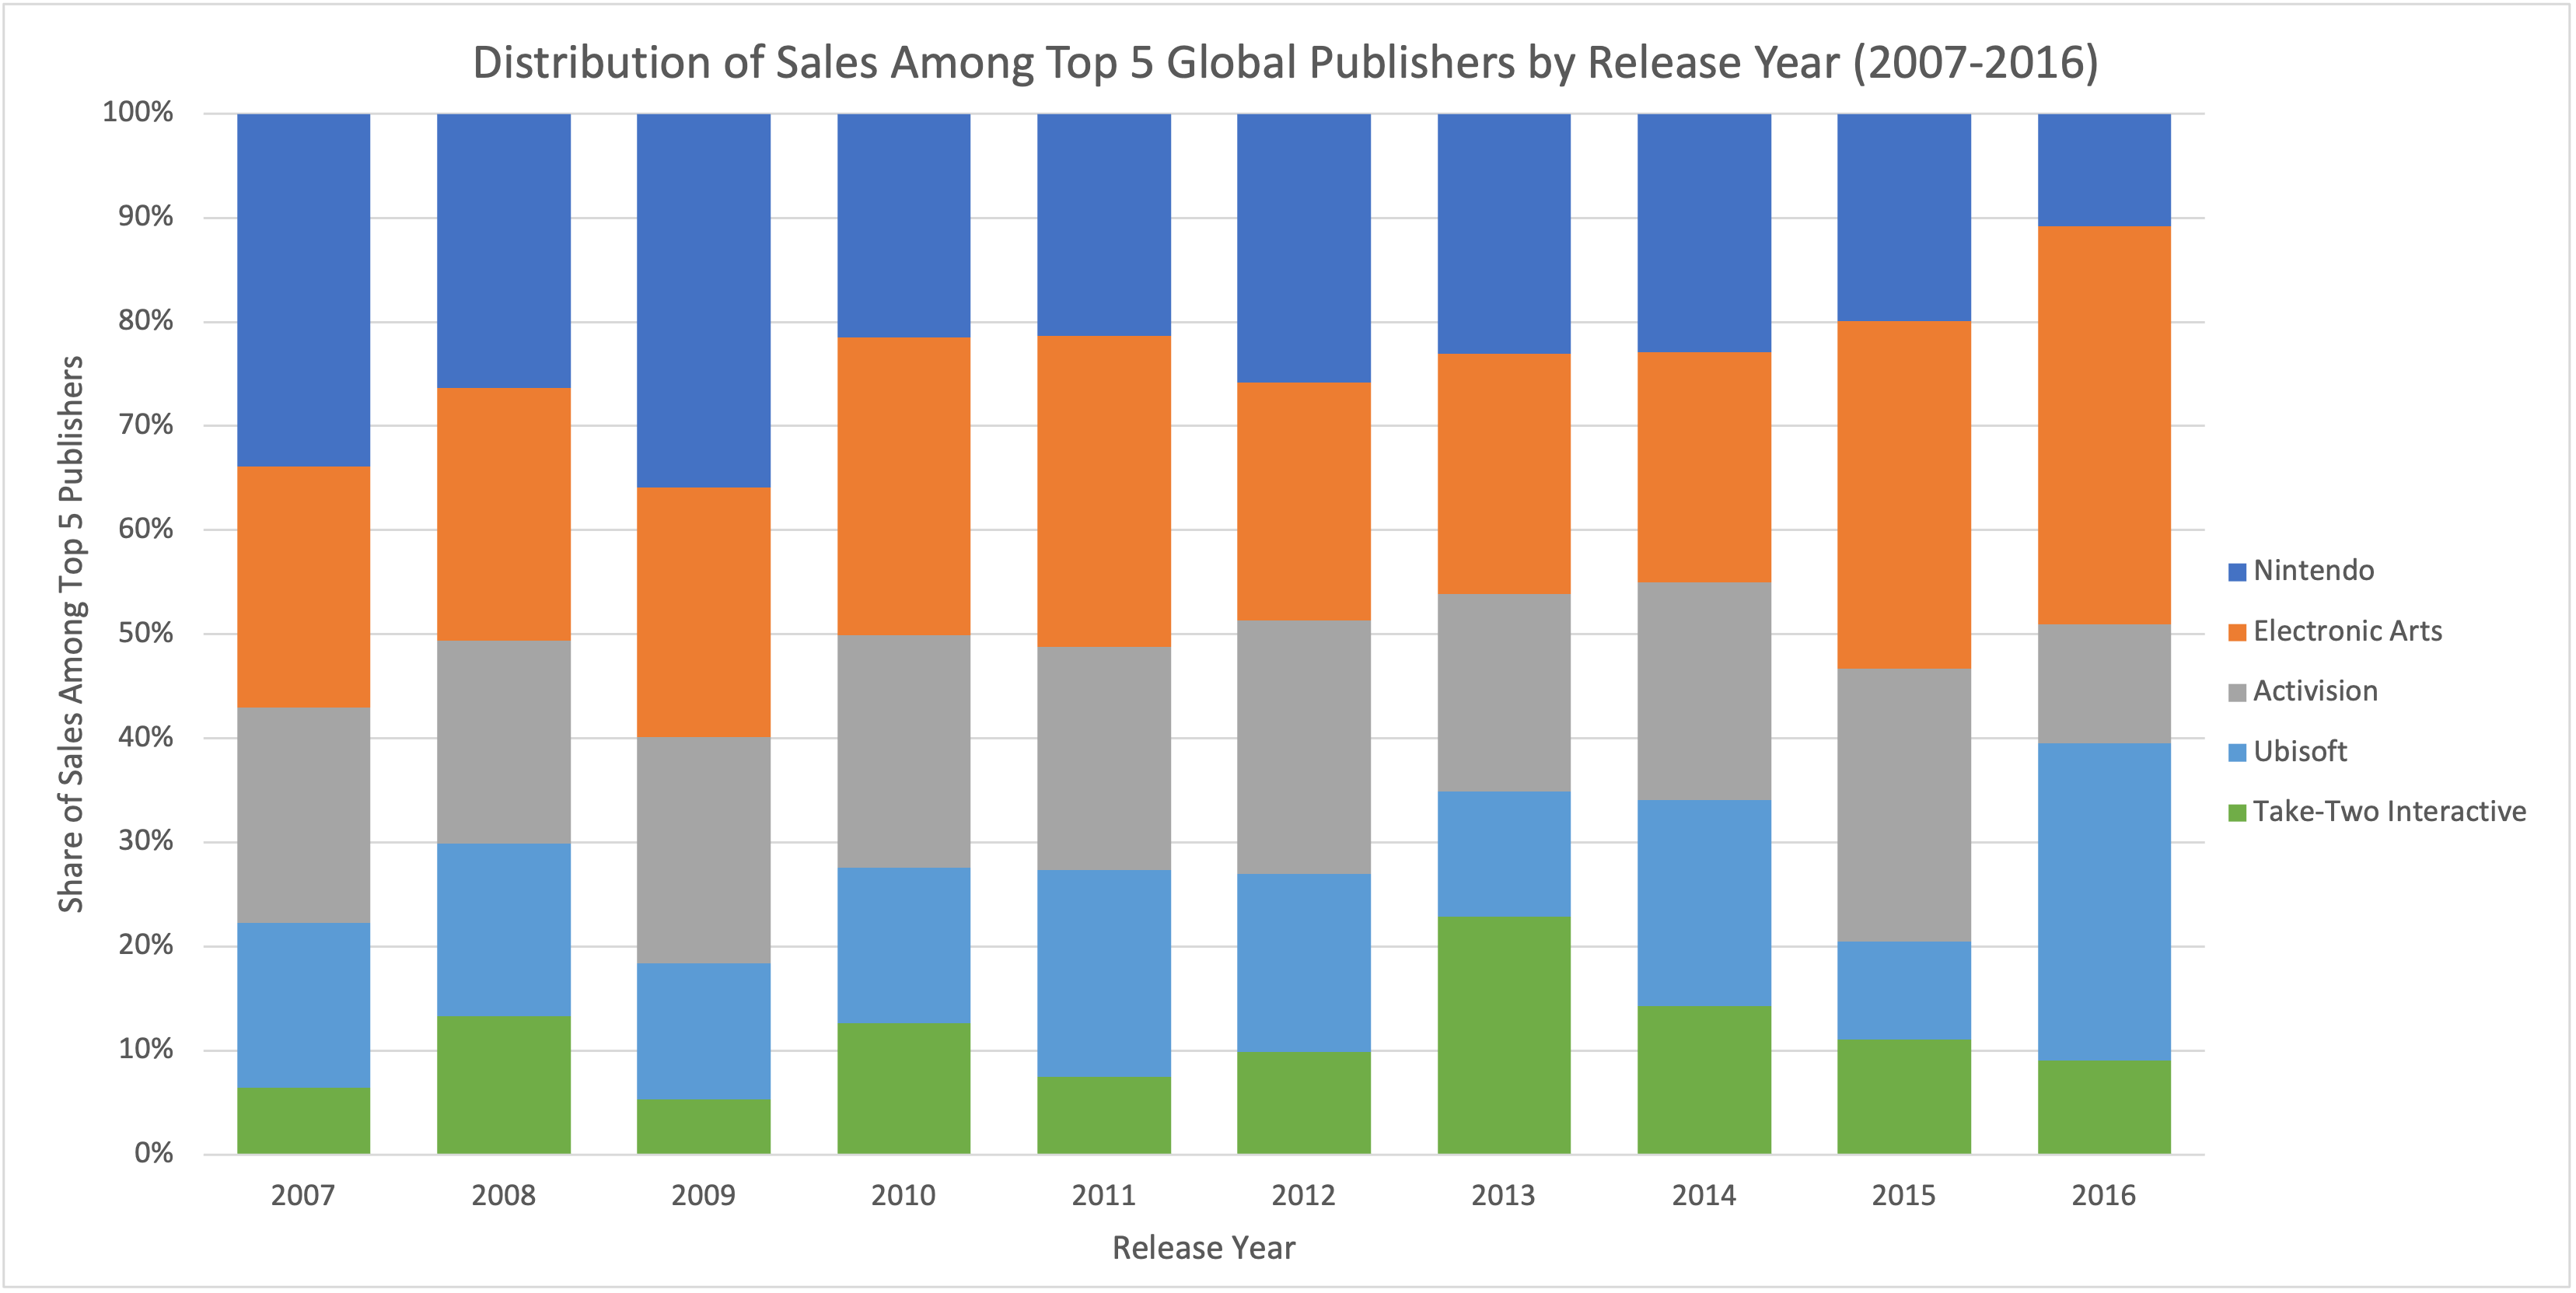 Distribution of Sales Among Top 5 Global Publishers by Release Year (2007-2016)
100%
90%
80%
70%
60%
50%
40%
30%
20%
10%
0%
Share of Sales Among Top 5 Publishers
2007 2008 2009 2010 2011 2012 2013 2014 2015 2016
Release Year
Nintendo
Electronic Arts
Activision
Ubisoft
Take-Two Interactive